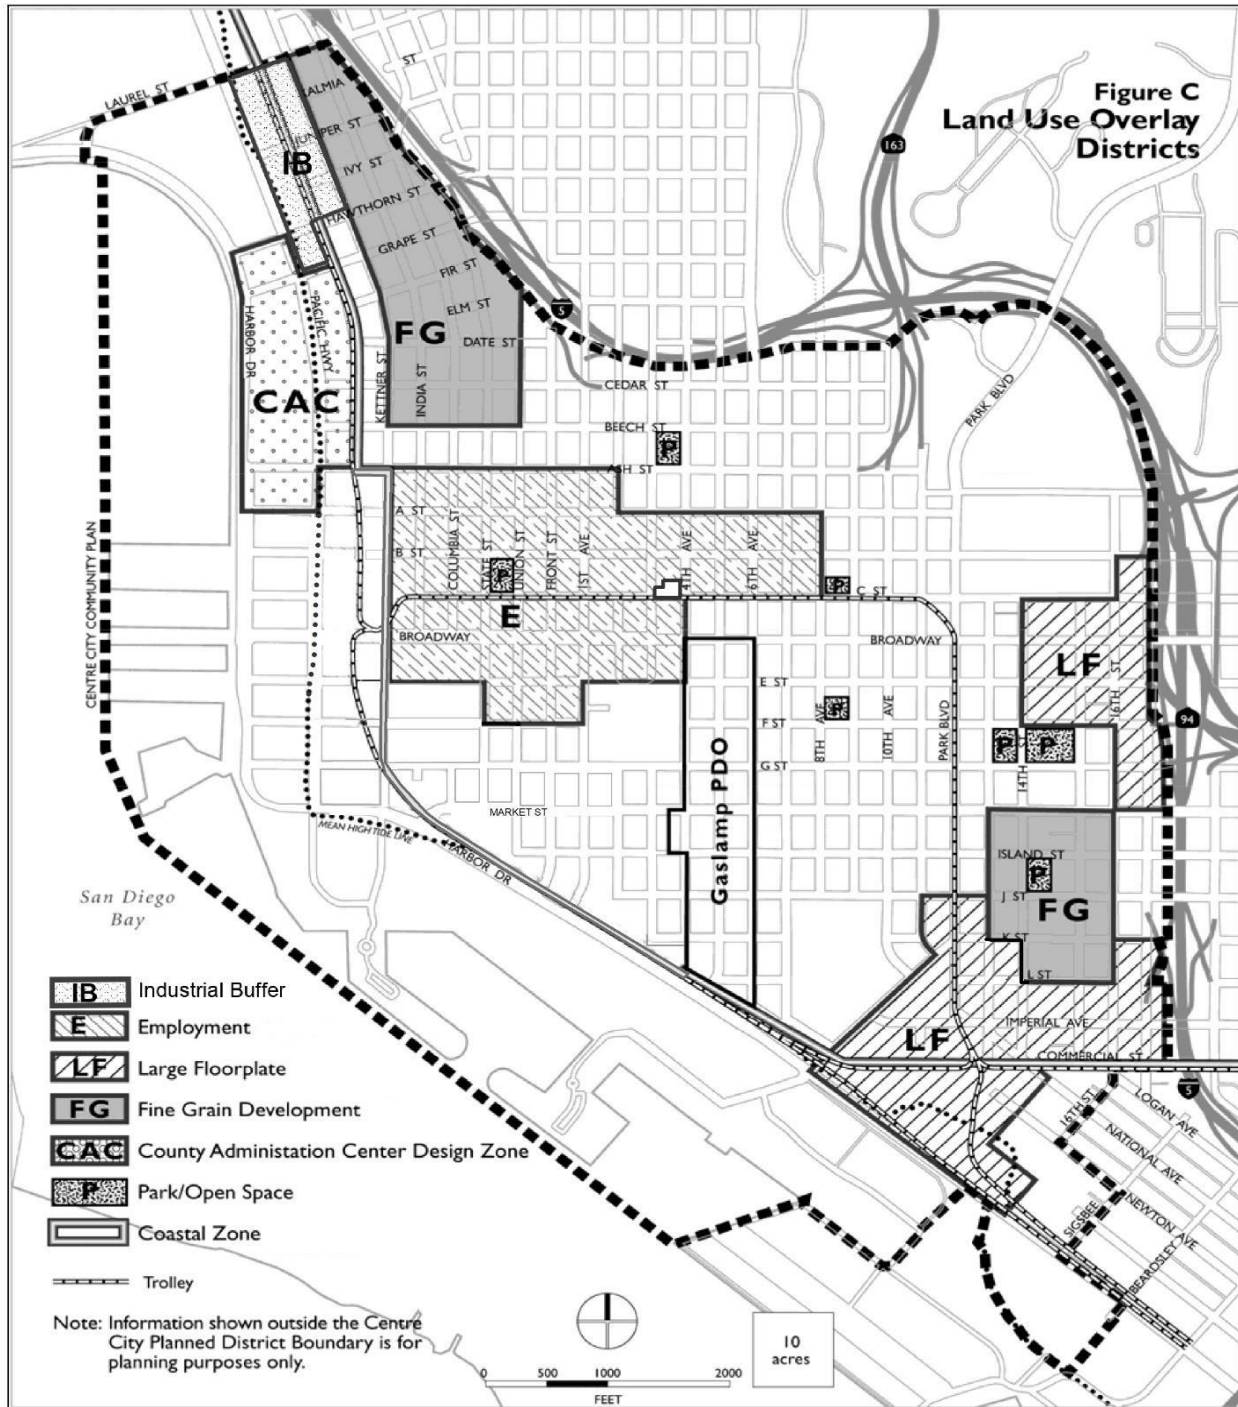 Figure C
Land Use Overlay
Districts
ST
LAUREL ST
KALMIA
JUNIPER ST
IB
IVY ST
HAWTHORN ST
GRAPE ST
FIR ST
ELM ST
FG
DATE ST
163
5
HARBOR DR
PACIFIC HWY
CAC
KETTNER ST
INDIA ST
CEDAR ST
BEECH ST
P
ASH ST
PARK BLVD
A ST
B ST
COLUMBIA ST
STATE ST
UNION ST
FRONT ST
1ST AVE
4TH AVE
6TH AVE
P
P
C ST
E
BROADWAY
BROADWAY
CENTRE CITY COMMUNITY PLAN
LF
16TH ST
E ST
F ST
G ST
8TH AVE
P
10TH AVE
PARK BLVD
94
P
P
14TH ST
MARKET ST
MEAN HIGH TIDE LINE
HARBOR DR
Gaslamp PDO
ISLAND ST
P
J ST
FG
K ST
L ST
San Diego
Bay
IMPERIAL AVE
LF
COMMERCIAL ST
5
16TH ST
LOGAN AVE
NATIONAL AVE
NEWTON AVE
SIGSBEE
BEARDSLEY
IB Industrial Buffer
E Employment
LF Large Floorplate
FG Fine Grain Development
CAC County Administation Center Design Zone
P Park/Open Space
Coastal Zone
Trolley
Note: Information shown outside the Centre
City Planned District Boundary is for
planning purposes only.
0 500 1000 2000
FEET
10
acres